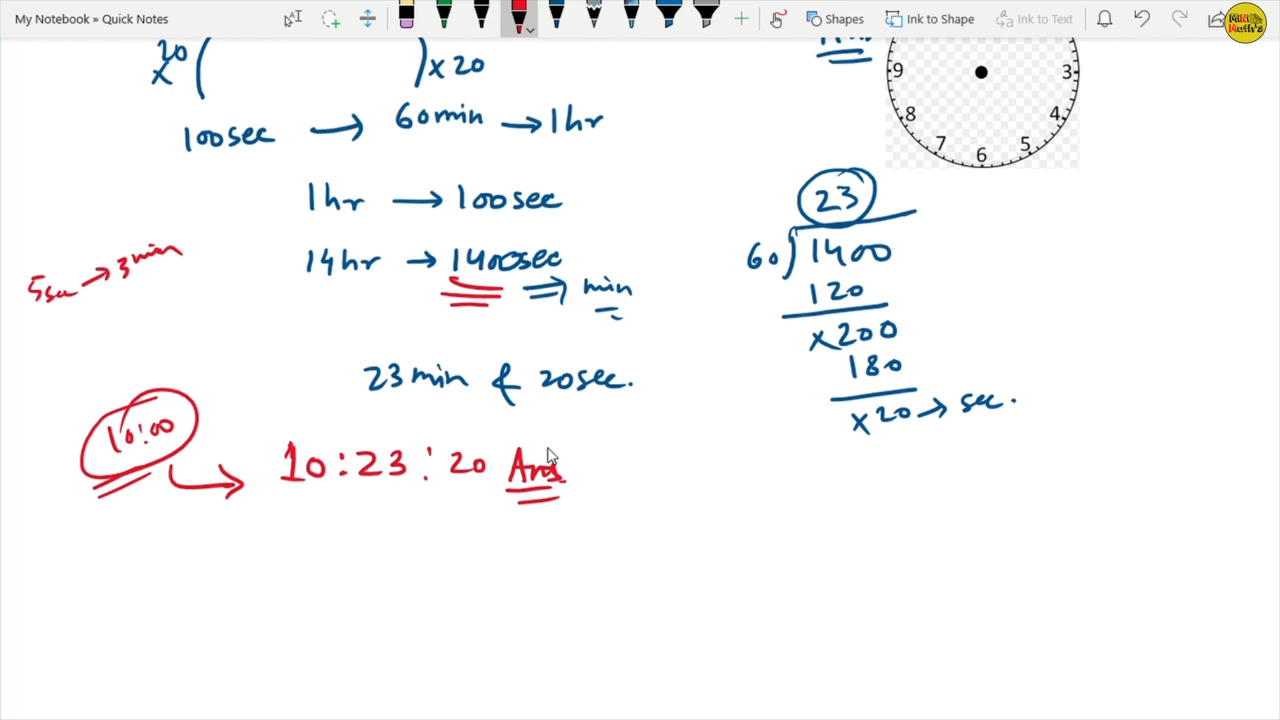 My Notebook » Quick Notes
Shapes
Ink to Shape
Ink to Text
MINI Math's
20
x ( ) x 20
100sec → 60min → 1hr
1hr → 100sec
14hr → 1400sec
⇒ min
5sec → 3min
23min & 20sec.
10:00
10:23:20 Ans
9 3
8 4
7 6 5
23
60)1400
120
x200
180
x20 → sec.